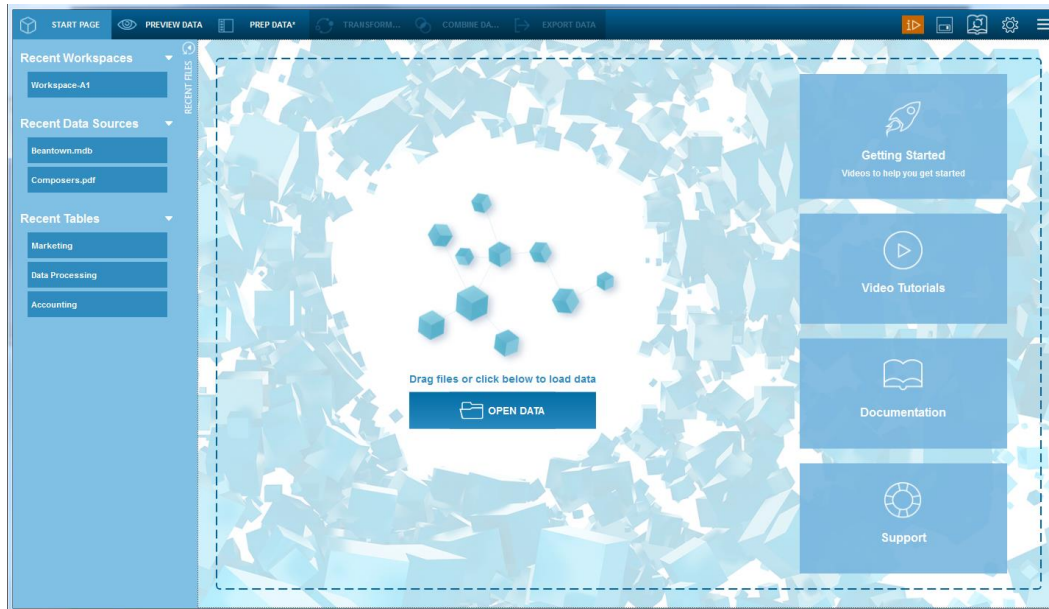 START PAGE
PREVIEW DATA
PREP DATA*
TRANSFORM...
COMBINE DA...
EXPORT DATA
RECENT FILES
Recent Workspaces
Workspace-A1
Recent Data Sources
Beantown.mdb
Composers.pdf
Recent Tables
Marketing
Data Processing
Accounting
Drag files or click below to load data
OPEN DATA
Getting Started
Videos to help you get started
Video Tutorials
Documentation
Support